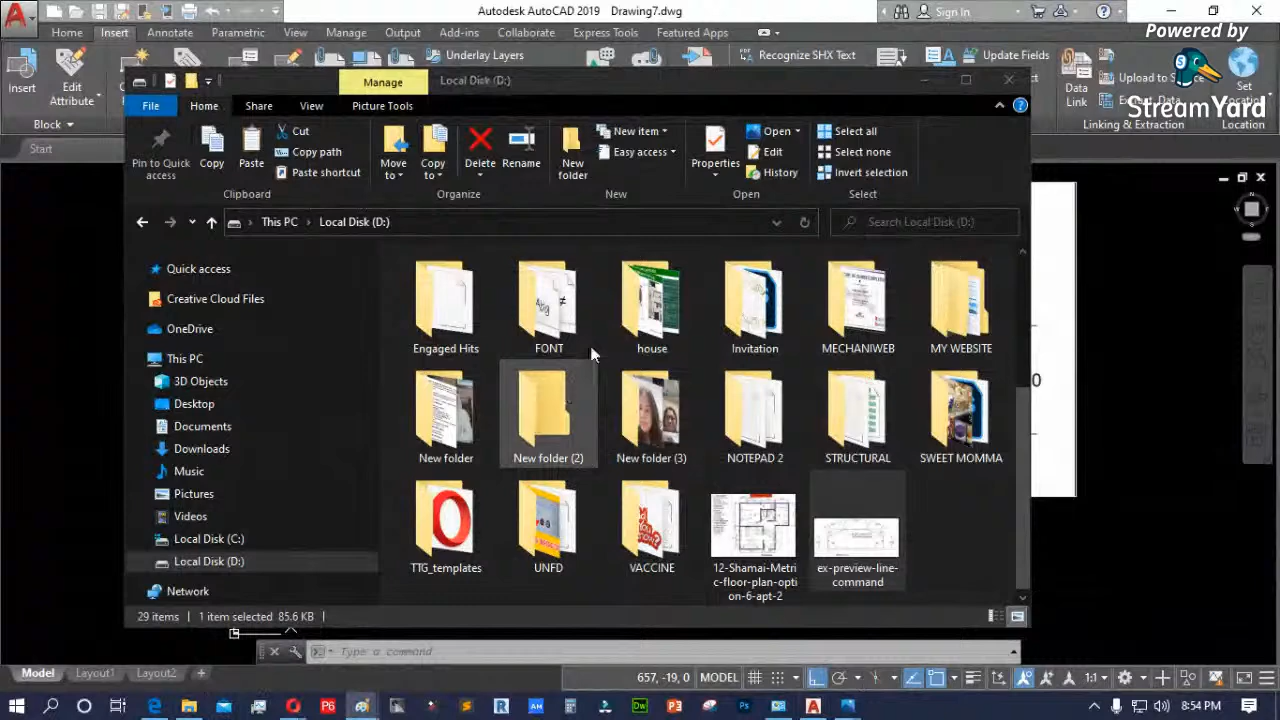 Autodesk AutoCAD 2019 Drawing7.dwg
Sign In
Powered by
StreamYard
Home Insert Annotate Parametric View Manage Output Add-ins Collaborate Express Tools Featured Apps
Insert
Edit
Attribute
Block
Underlay Layers
Recognize SHX Text
Update Fields
Data
Link
Upload to
Set
Linking & Extraction
Location
Start
Manage
Local Disk (D:)
File Home Share View Picture Tools
Pin to Quick
access
Copy
Paste
Cut
Copy path
Paste shortcut
Clipboard
Move
to
Copy
to
Delete
Rename
Organize
New
folder
New item
Easy access
New
Properties
Open
Edit
History
Open
Select all
Select none
Invert selection
Select
This PC Local Disk (D:)
Search Local Disk (D:)
Quick access
Creative Cloud Files
OneDrive
This PC
3D Objects
Desktop
Documents
Downloads
Music
Pictures
Videos
Local Disk (C:)
Local Disk (D:)
Network
Engaged Hits
FONT
house
Invitation
MECHANIWEB
MY WEBSITE
New folder
New folder (2)
New folder (3)
NOTEPAD 2
STRUCTURAL
SWEET MOMMA
TTG_templates
UNFD
VACCINE
12-Shamai-Metri
c-floor-plan-opti
on-6-apt-2
ex-preview-line-
command
29 items 1 item selected 85.6 KB
Type a command
Model Layout1 Layout2 +
657, -19, 0 MODEL
1:1
8:54 PM